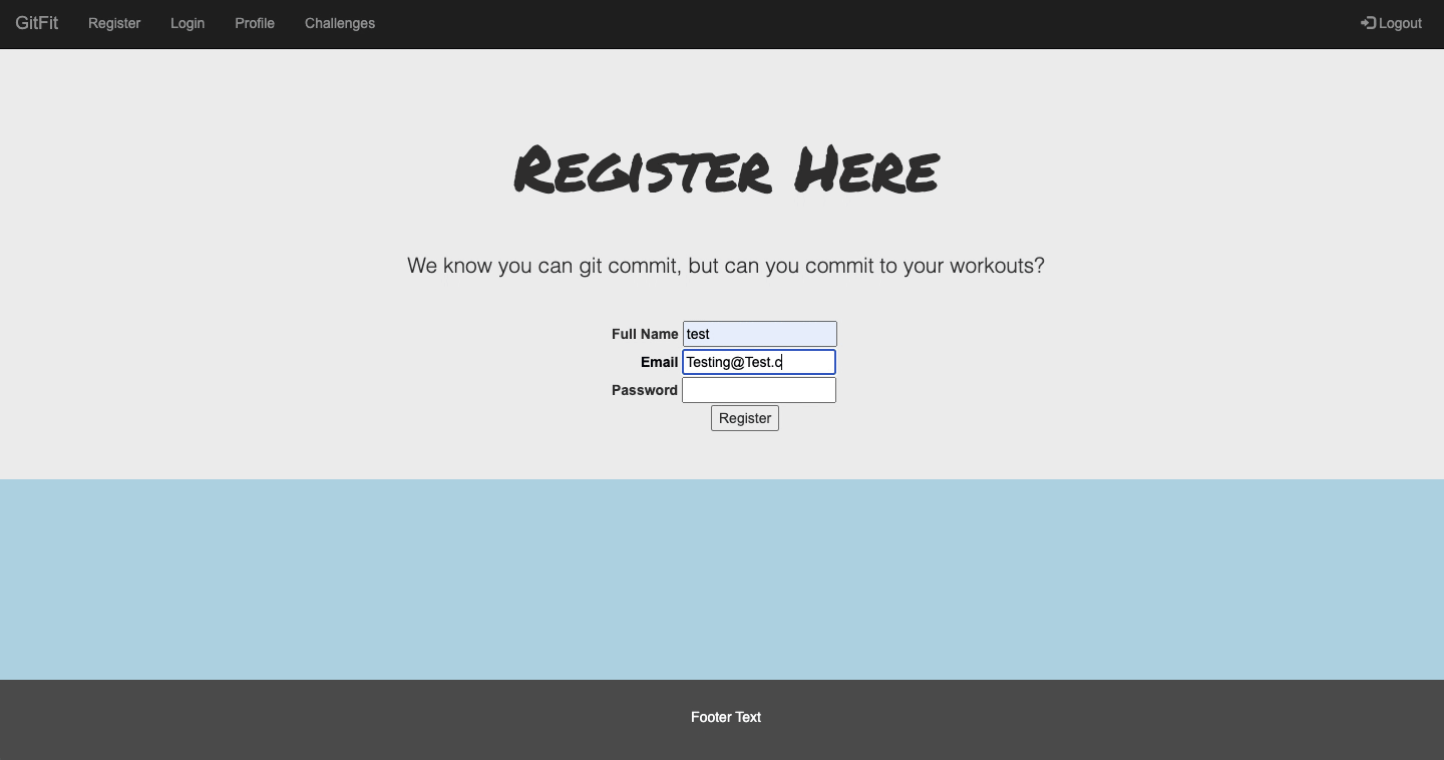 GitFit Register Login Profile Challenges Logout
Register Here
We know you can git commit, but can you commit to your workouts?
Full Name test
Email Testing@Test.c
Password
Register
Footer Text